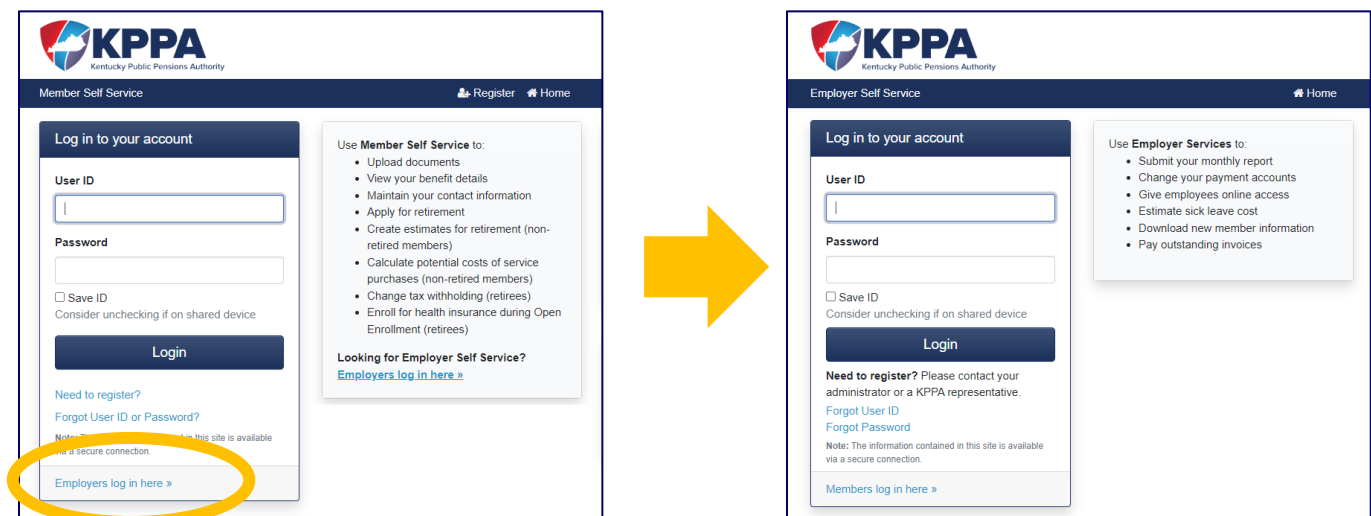 KPPA
Kentucky Public Pensions Authority
Member Self Service
Register
Home
Log in to your account
User ID
Password
Save ID
Consider unchecking if on shared device
Login
Need to register?
Forgot User ID or Password?
Note: in this site is available
via a secure connection.
Employers log in here »
Use Member Self Service to:
• Upload documents
• View your benefit details
• Maintain your contact information
• Apply for retirement
• Create estimates for retirement (non-
retired members)
• Calculate potential costs of service
purchases (non-retired members)
• Change tax withholding (retirees)
• Enroll for health insurance during Open
Enrollment (retirees)
Looking for Employer Self Service?
Employers log in here »
KPPA
Kentucky Public Pensions Authority
Employer Self Service
Home
Log in to your account
User ID
Password
Save ID
Consider unchecking if on shared device
Login
Need to register? Please contact your
administrator or a KPPA representative.
Forgot User ID
Forgot Password
Note: The information contained in this site is available
via a secure connection.
Members log in here »
Use Employer Services to:
• Submit your monthly report
• Change your payment accounts
• Give employees online access
• Estimate sick leave cost
• Download new member information
• Pay outstanding invoices